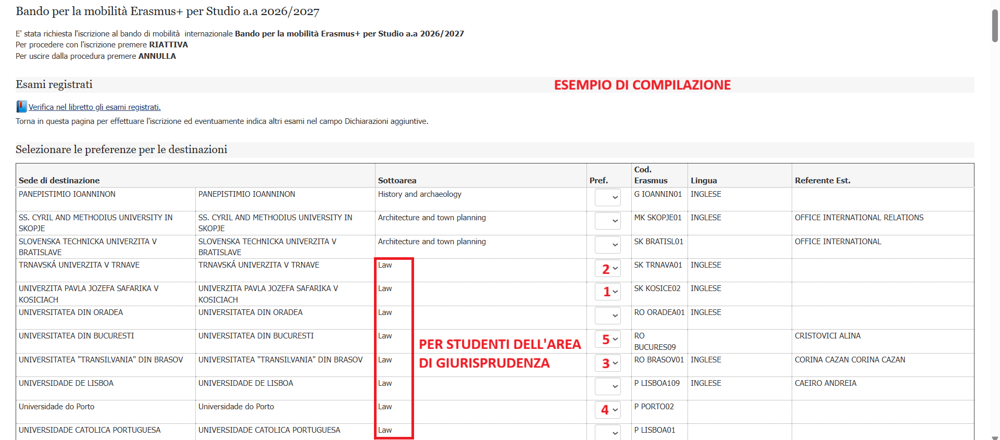 Bando per la mobilità Erasmus+ per Studio a.a 2026/2027
E' stata richiesta l'iscrizione al bando di mobilità internazionale Bando per la mobilità Erasmus+ per Studio a.a 2026/2027
Per procedere con l'iscrizione premere RIATTIVA
Per uscire dalla procedura premere ANNULLA
Esami registrati
ESEMPIO DI COMPILAZIONE
Verifica nel libretto gli esami registrati.
Torna in questa pagina per effettuare l'iscrizione ed eventuamente indica altri esami nel campo Dichiarazioni aggiuntive.
Selezionare le preferenze per le destinazioni
Sede di destinazione Sottoarea Pref. Cod. Erasmus Lingua Referente Est.
PANEPISTIMIO IOANNINON PANEPISTIMIO IOANNINON History and archaeology G IOANNIN01 INGLESE
SS. CYRIL AND METHODIUS UNIVERSITY IN SKOPJE SS. CYRIL AND METHODIUS UNIVERSITY IN SKOPJE Architecture and town planning MK SKOPJE01 INGLESE OFFICE INTERNATIONAL RELATIONS
SLOVENSKA TECHNICKA UNIVERZITA V BRATISLAVE SLOVENSKA TECHNICKA UNIVERZITA V BRATISLAVE Architecture and town planning SK BRATISL01 OFFICE INTERNATIONAL
TRNAVSKÁ UNIVERZITA V TRNAVE TRNAVSKÁ UNIVERZITA V TRNAVE Law 2 SK TRNAVA01 INGLESE
UNIVERZITA PAVLA JOZEFA SAFARIKA V KOSICIACH UNIVERZITA PAVLA JOZEFA SAFARIKA V KOSICIACH Law 1 SK KOSICE02 INGLESE
UNIVERSITATEA DIN ORADEA UNIVERSITATEA DIN ORADEA Law RO ORADEA01 INGLESE
UNIVERSITATEA DIN BUCURESTI UNIVERSITATEA DIN BUCURESTI Law 5 RO BUCURES09 CRISTOVICI ALINA
PER STUDENTI DELL'AREA
DI GIURISPRUDENZA
UNIVERSITATEA "TRANSILVANIA" DIN BRASOV UNIVERSITATEA "TRANSILVANIA" DIN BRASOV Law 3 RO BRASOV01 INGLESE CORINA CAZAN CORINA CAZAN
UNIVERSIDADE DE LISBOA UNIVERSIDADE DE LISBOA Law P LISBOA109 INGLESE CAEIRO ANDREIA
Universidade do Porto Universidade do Porto Law 4 P PORTO02
UNIVERSIDADE CATOLICA PORTUGUESA UNIVERSIDADE CATOLICA PORTUGUESA Law P LISBOA01